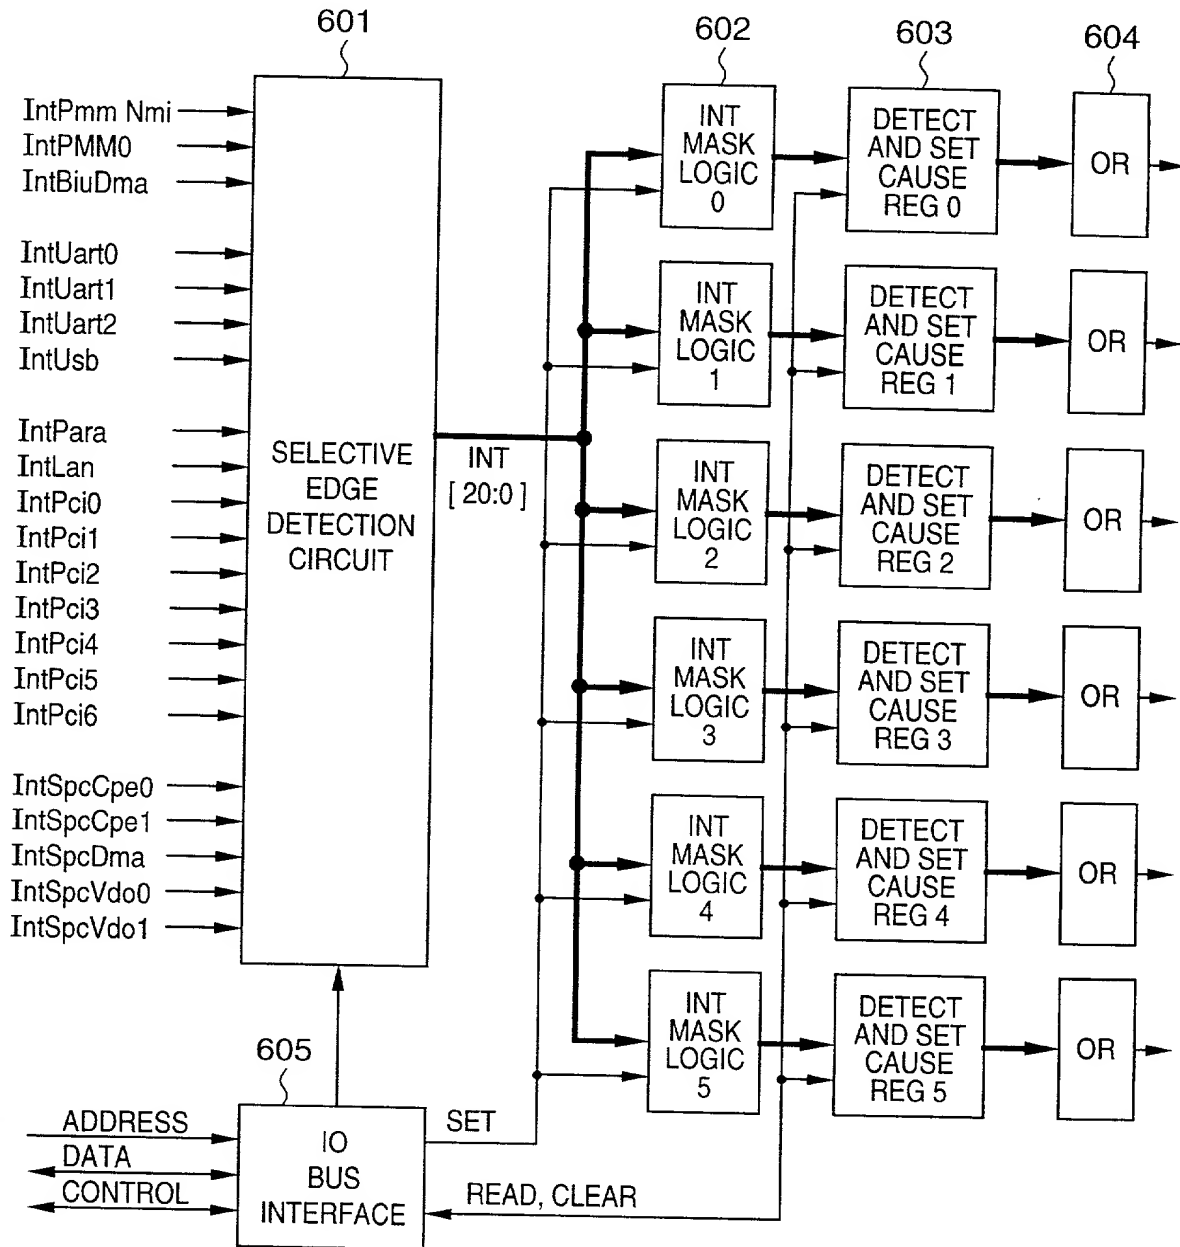 601
602
603
604
IntPmm Nmi
IntPMM0
IntBiuDma
IntUart0
IntUart1
IntUart2
IntUsb
IntPara
IntLan
IntPci0
IntPci1
IntPci2
IntPci3
IntPci4
IntPci5
IntPci6
IntSpcCpe0
IntSpcCpe1
IntSpcDma
IntSpcVdo0
IntSpcVdo1
SELECTIVE
EDGE
DETECTION
CIRCUIT
INT
[ 20:0 ]
INT
MASK
LOGIC
0
DETECT
AND SET
CAUSE
REG 0
OR
INT
MASK
LOGIC
1
DETECT
AND SET
CAUSE
REG 1
OR
INT
MASK
LOGIC
2
DETECT
AND SET
CAUSE
REG 2
OR
INT
MASK
LOGIC
3
DETECT
AND SET
CAUSE
REG 3
OR
INT
MASK
LOGIC
4
DETECT
AND SET
CAUSE
REG 4
OR
INT
MASK
LOGIC
5
DETECT
AND SET
CAUSE
REG 5
OR
605
ADDRESS
DATA
CONTROL
IO
BUS
INTERFACE
SET
READ, CLEAR